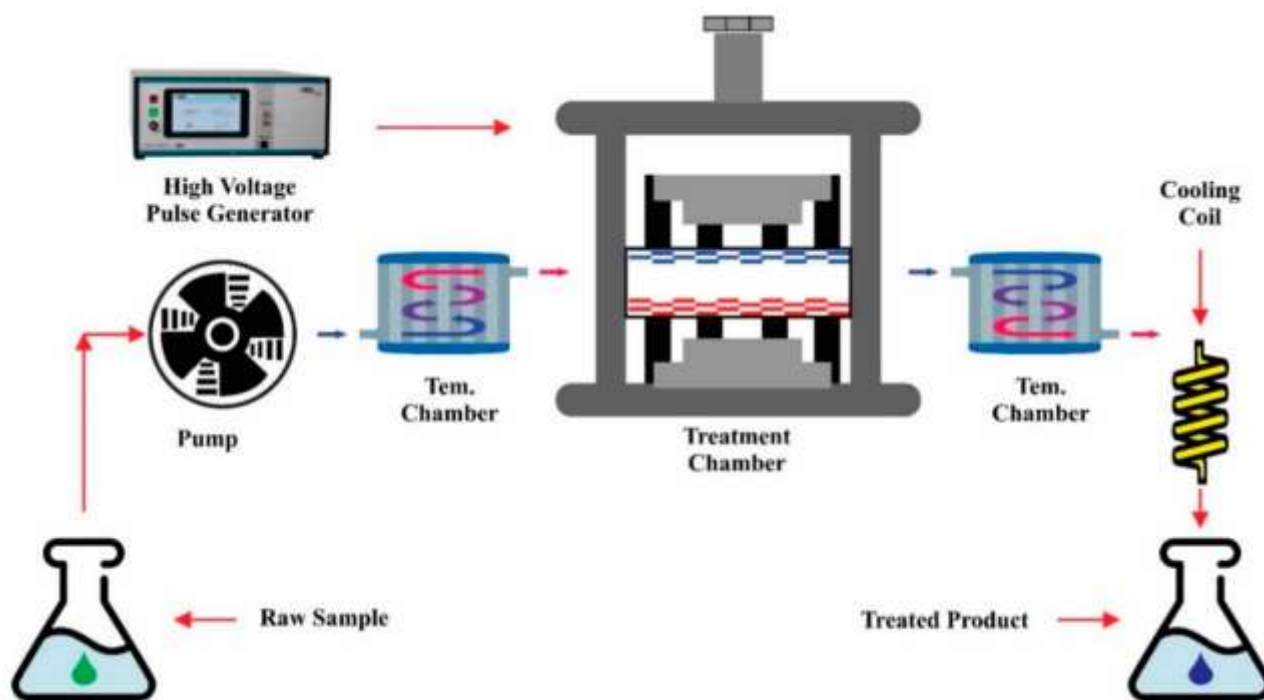 High Voltage
Pulse Generator
Cooling
Coil
Pump
Tem.
Chamber
Treatment
Chamber
Tem.
Chamber
Raw Sample
Treated Product